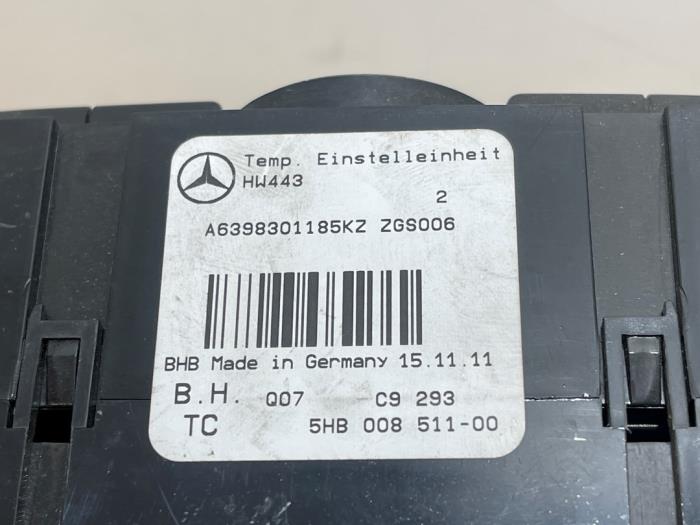 Temp. Einstelleinheit
HW443
2
A6398301185KZ ZGS006
BHB Made in Germany 15.11.11
B.H. Q07 C9 293
TC 5HB 008 511-00